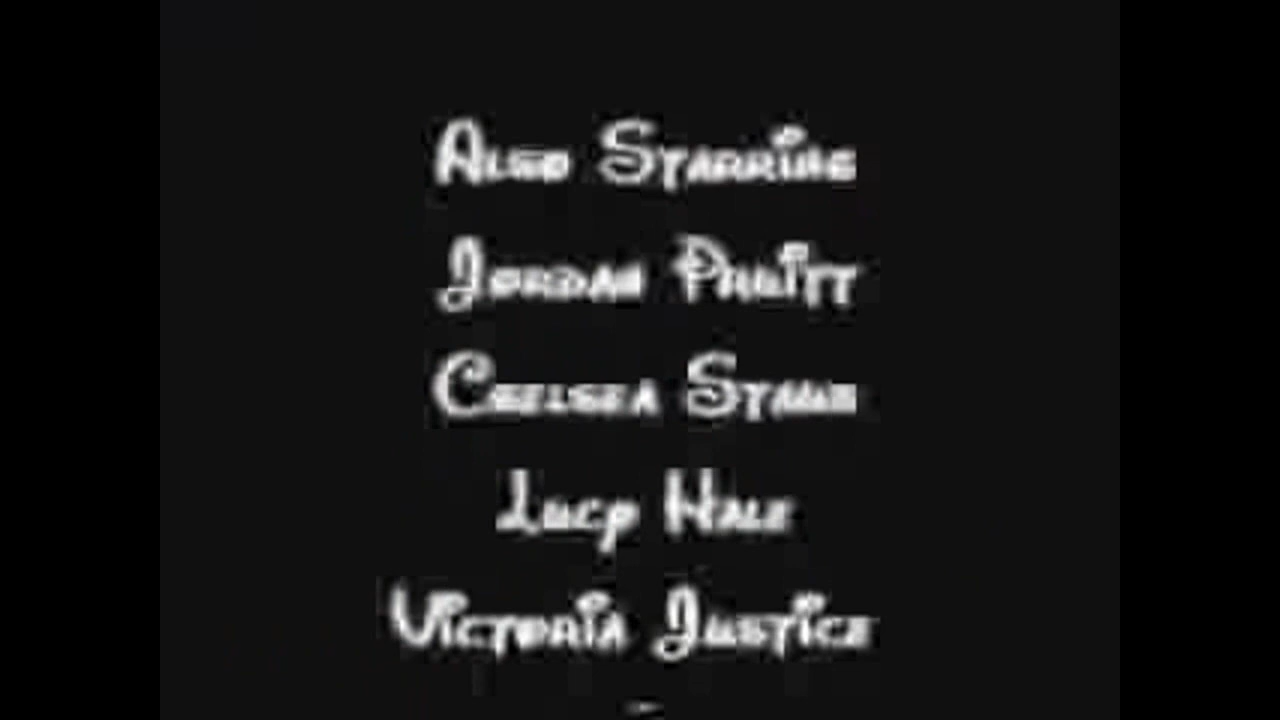 Also Starring
Jordan Pruitt
Chelsea Staub
Lucy Hale
Victoria Justice